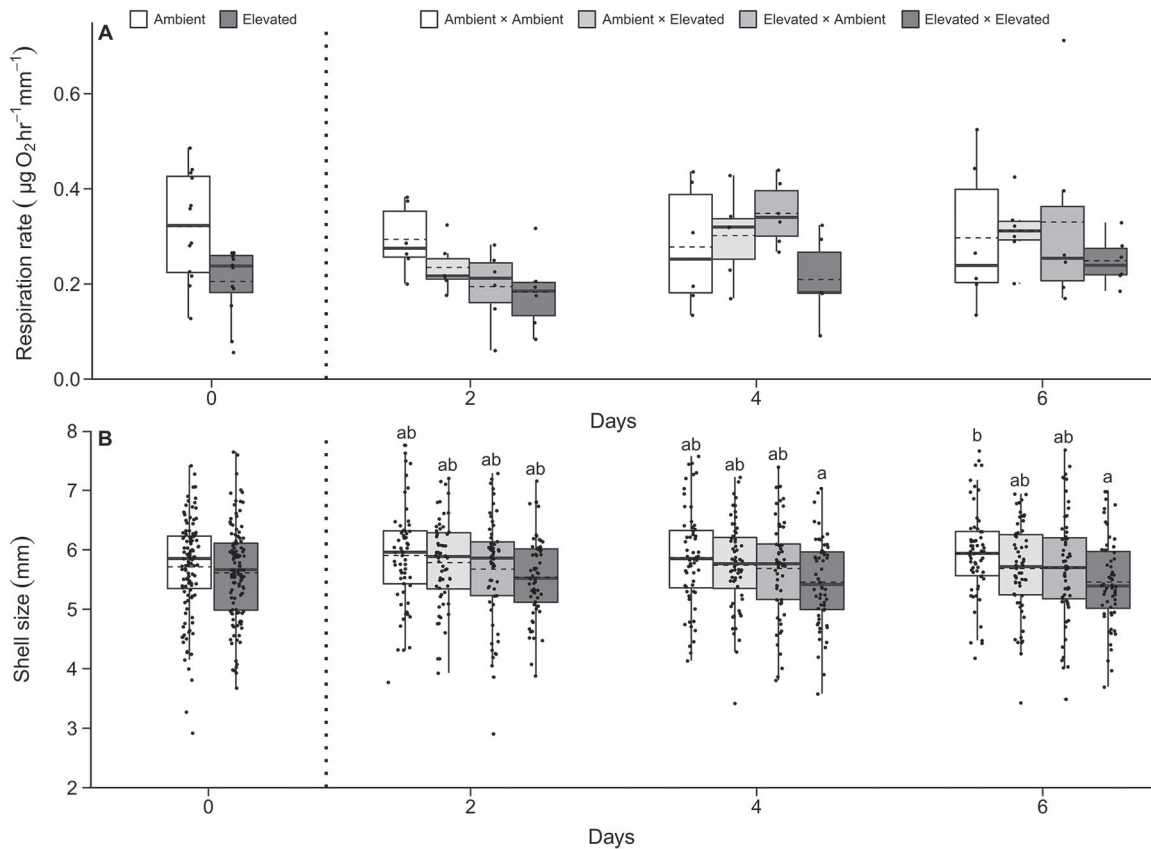 Ambient Elevated Ambient × Ambient Ambient × Elevated Elevated × Ambient Elevated × Elevated
A
Respiration rate ( µg O₂ hr⁻¹ mm⁻¹)
0.6
0.4
0.2
0.0
0 2 4 6
Days
B
Shell size (mm)
8
7
6
5
4
3
2
ab ab ab ab
ab ab ab a
b ab ab a
0 2 4 6
Days